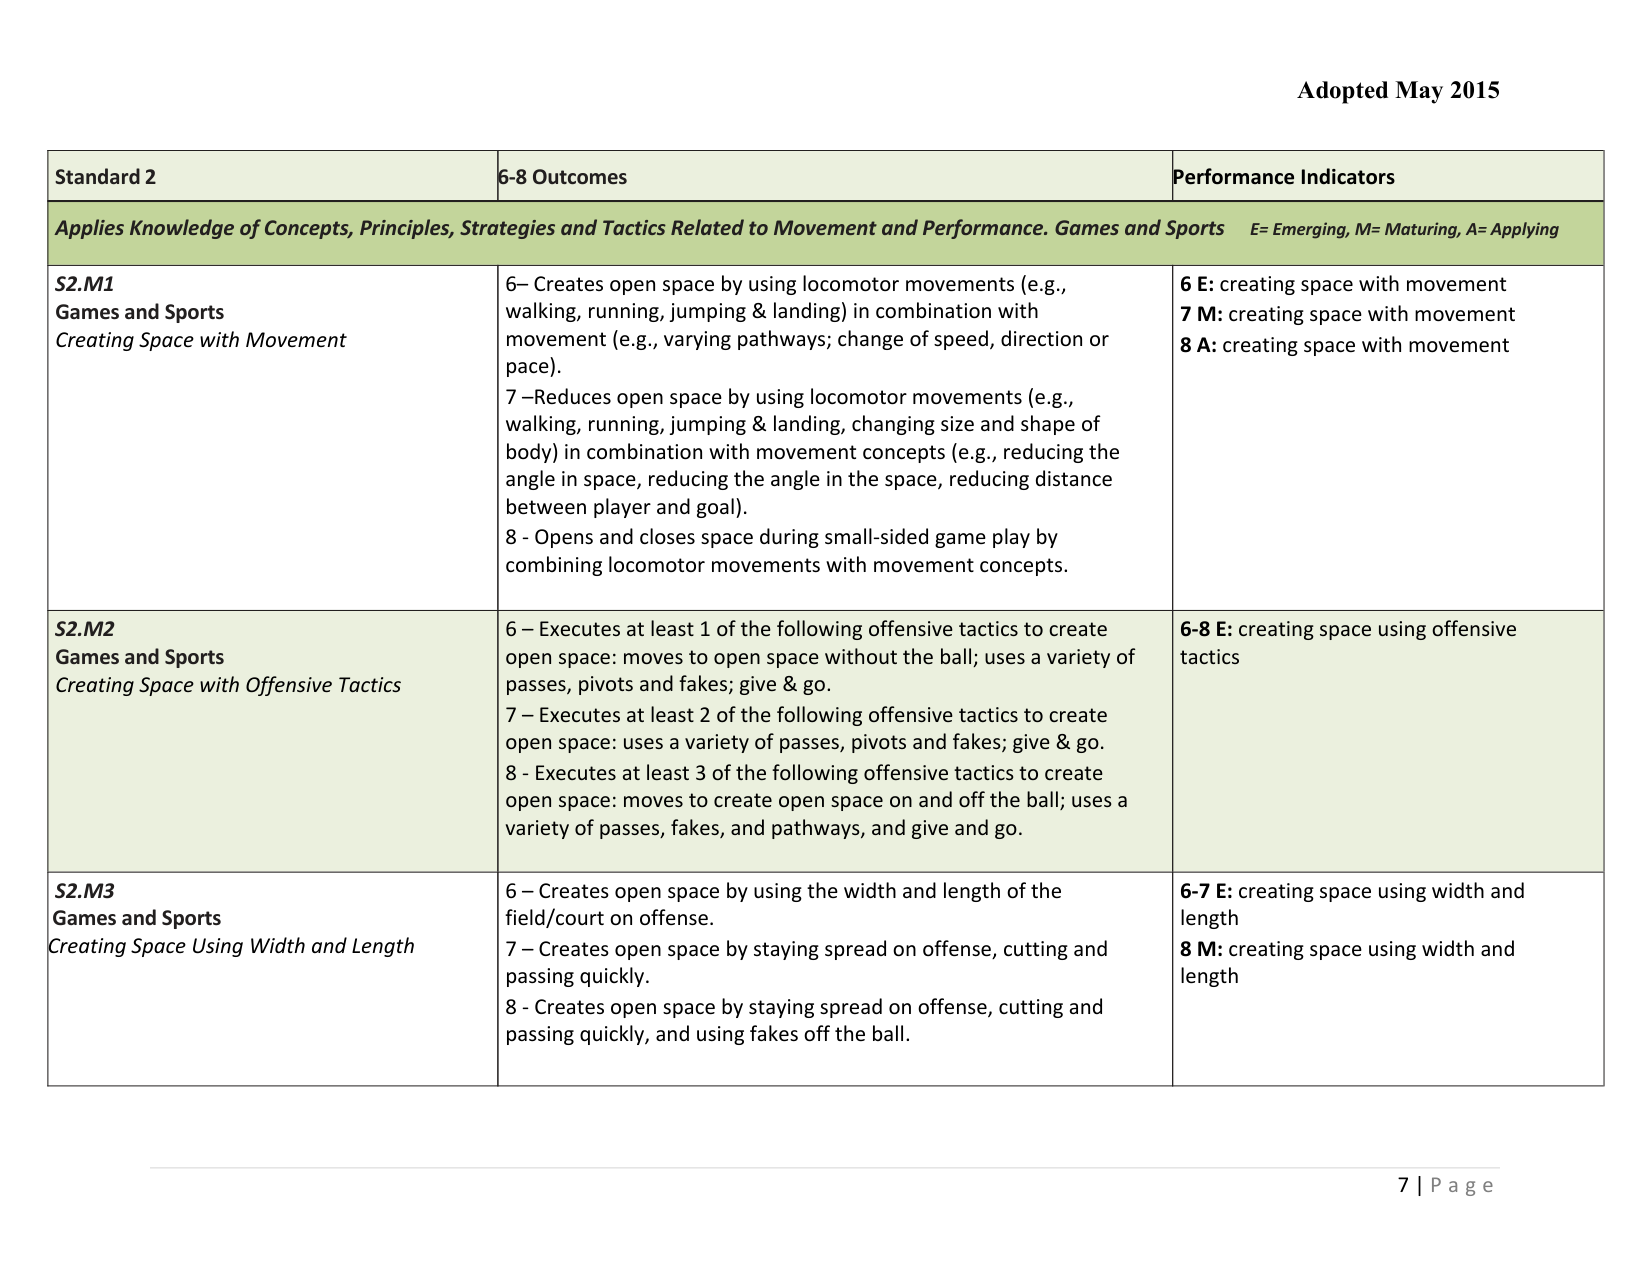 Adopted May 2015
Standard 2
6-8 Outcomes
Performance Indicators
Applies Knowledge of Concepts, Principles, Strategies and Tactics Related to Movement and Performance. Games and Sports E= Emerging, M= Maturing, A= Applying
S2.M1
Games and Sports
Creating Space with Movement
6– Creates open space by using locomotor movements (e.g.,
walking, running, jumping & landing) in combination with
movement (e.g., varying pathways; change of speed, direction or
pace).
7 –Reduces open space by using locomotor movements (e.g.,
walking, running, jumping & landing, changing size and shape of
body) in combination with movement concepts (e.g., reducing the
angle in space, reducing the angle in the space, reducing distance
between player and goal).
8 - Opens and closes space during small-sided game play by
combining locomotor movements with movement concepts.
6 E: creating space with movement
7 M: creating space with movement
8 A: creating space with movement
S2.M2
Games and Sports
Creating Space with Offensive Tactics
6 – Executes at least 1 of the following offensive tactics to create
open space: moves to open space without the ball; uses a variety of
passes, pivots and fakes; give & go.
7 – Executes at least 2 of the following offensive tactics to create
open space: uses a variety of passes, pivots and fakes; give & go.
8 - Executes at least 3 of the following offensive tactics to create
open space: moves to create open space on and off the ball; uses a
variety of passes, fakes, and pathways, and give and go.
6-8 E: creating space using offensive
tactics
S2.M3
Games and Sports
Creating Space Using Width and Length
6 – Creates open space by using the width and length of the
field/court on offense.
7 – Creates open space by staying spread on offense, cutting and
passing quickly.
8 - Creates open space by staying spread on offense, cutting and
passing quickly, and using fakes off the ball.
6-7 E: creating space using width and
length
8 M: creating space using width and
length
7 | Page